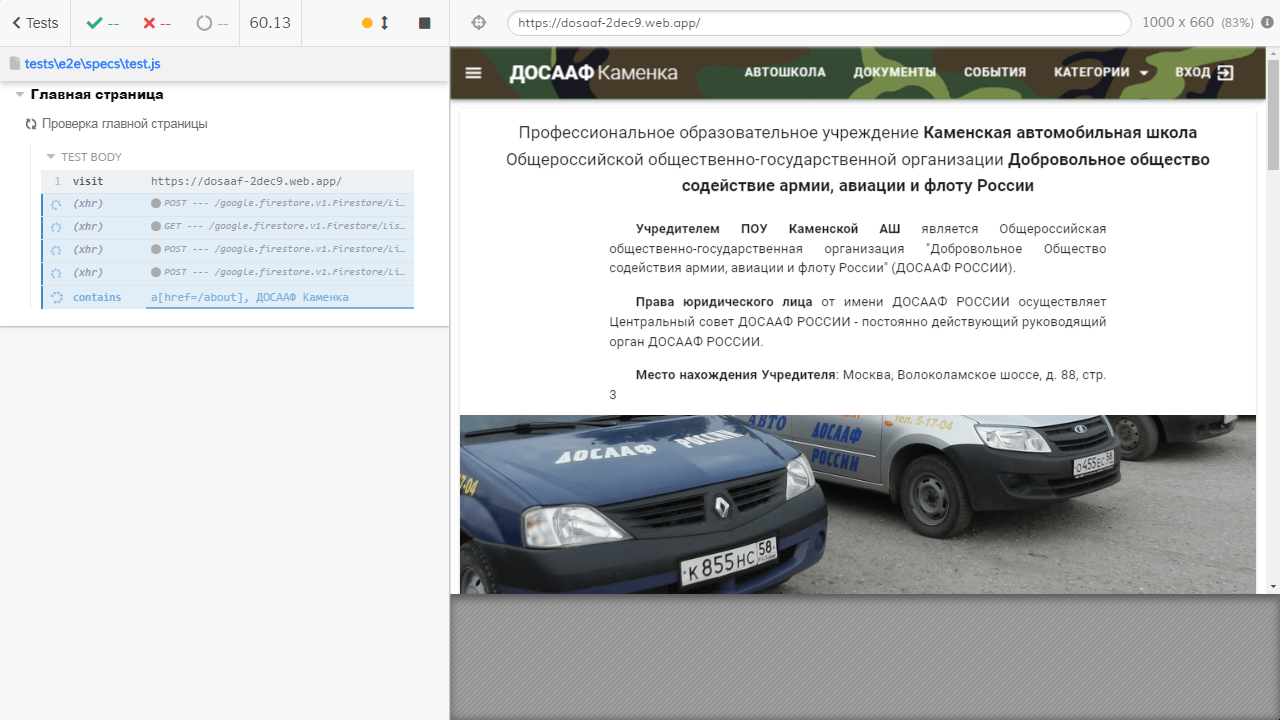 Tests
--
--
--
60.13
https://dosaaf-2dec9.web.app/
1000 x 660 (83%)
tests\e2e\specs\test.js
Главная страница
Проверка главной страницы
TEST BODY
1 visit https://dosaaf-2dec9.web.app/
(xhr) POST --- /google.firestore.v1.Firestore/Li…
(xhr) GET --- /google.firestore.v1.Firestore/Lis…
(xhr) POST --- /google.firestore.v1.Firestore/Li…
(xhr) POST --- /google.firestore.v1.Firestore/Li…
contains a[href=/about], ДОСААФ Каменка
ДОСААФ Каменка АВТОШКОЛА ДОКУМЕНТЫ СОБЫТИЯ КАТЕГОРИИ ВХОД
Профессиональное образовательное учреждение Каменская автомобильная школа
Общероссийской общественно-государственной организации Добровольное общество
содействие армии, авиации и флоту России
Учредителем ПОУ Каменской АШ является Общероссийская
общественно-государственная организация "Добровольное Общество
содействия армии, авиации и флоту России" (ДОСААФ РОССИИ).
Права юридического лица от имени ДОСААФ РОССИИ осуществляет
Центральный совет ДОСААФ РОССИИ - постоянно действующий руководящий
орган ДОСААФ РОССИИ.
Место нахождения Учредителя: Москва, Волоколамское шоссе, д. 88, стр.
3
АВТО
тел. 5-17-04
ДОСААФ
РОССИИ
ДОСААФ РОССИИ
7-04
О455ЕС 58
К855НС 58